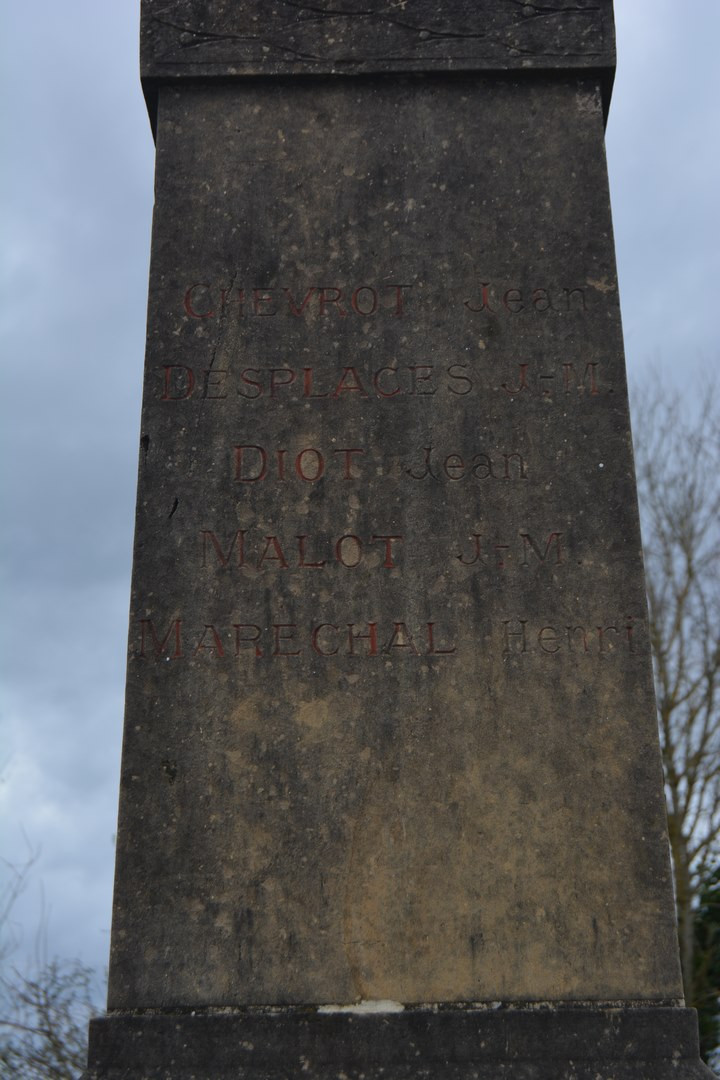 CHEVROT Jean
DESPLACES J-M.
DIOT Jean
MALOT J-M.
MARECHAL Henri